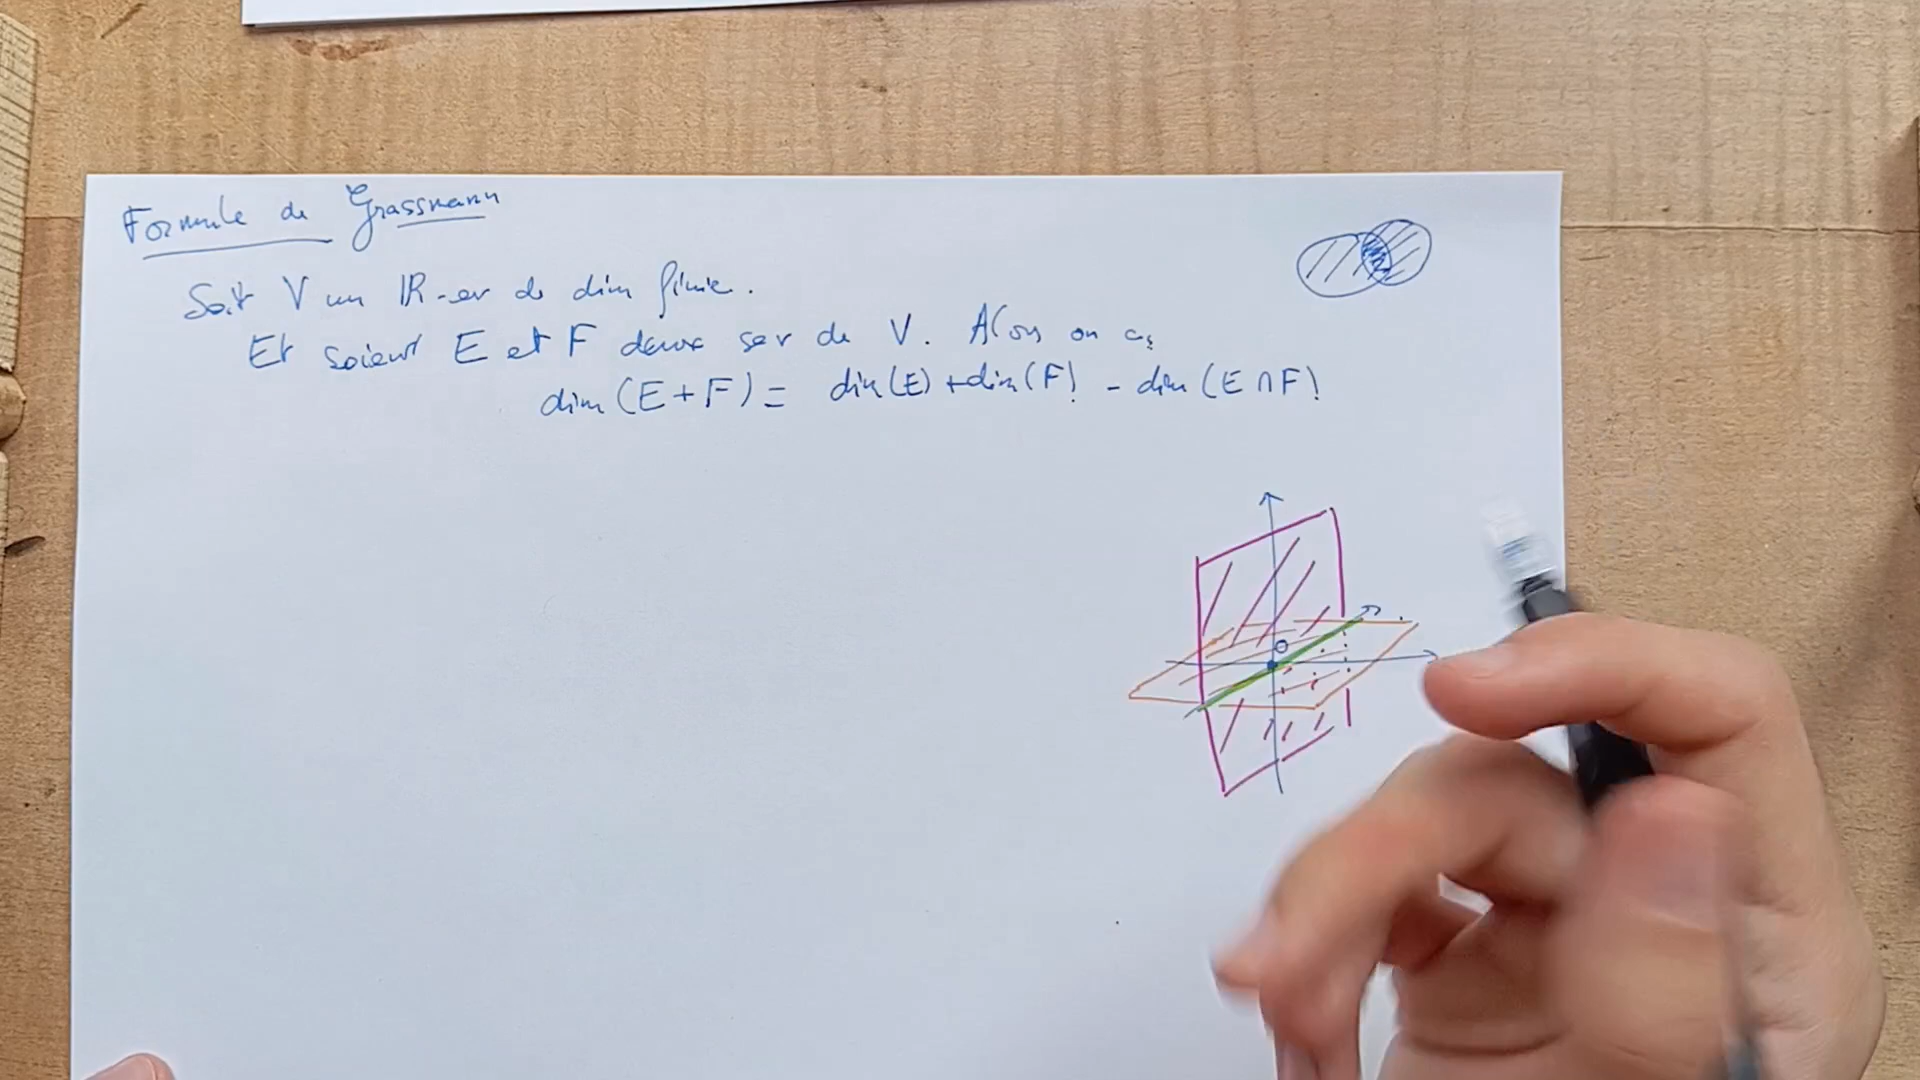 Formule de Grassmann
Soit V un IR-ev de dim finie.
Et soient E et F deux sev de V. Alors on a:
dim (E + F) = dim(E) + dim(F) - dim (E ∩ F)
O